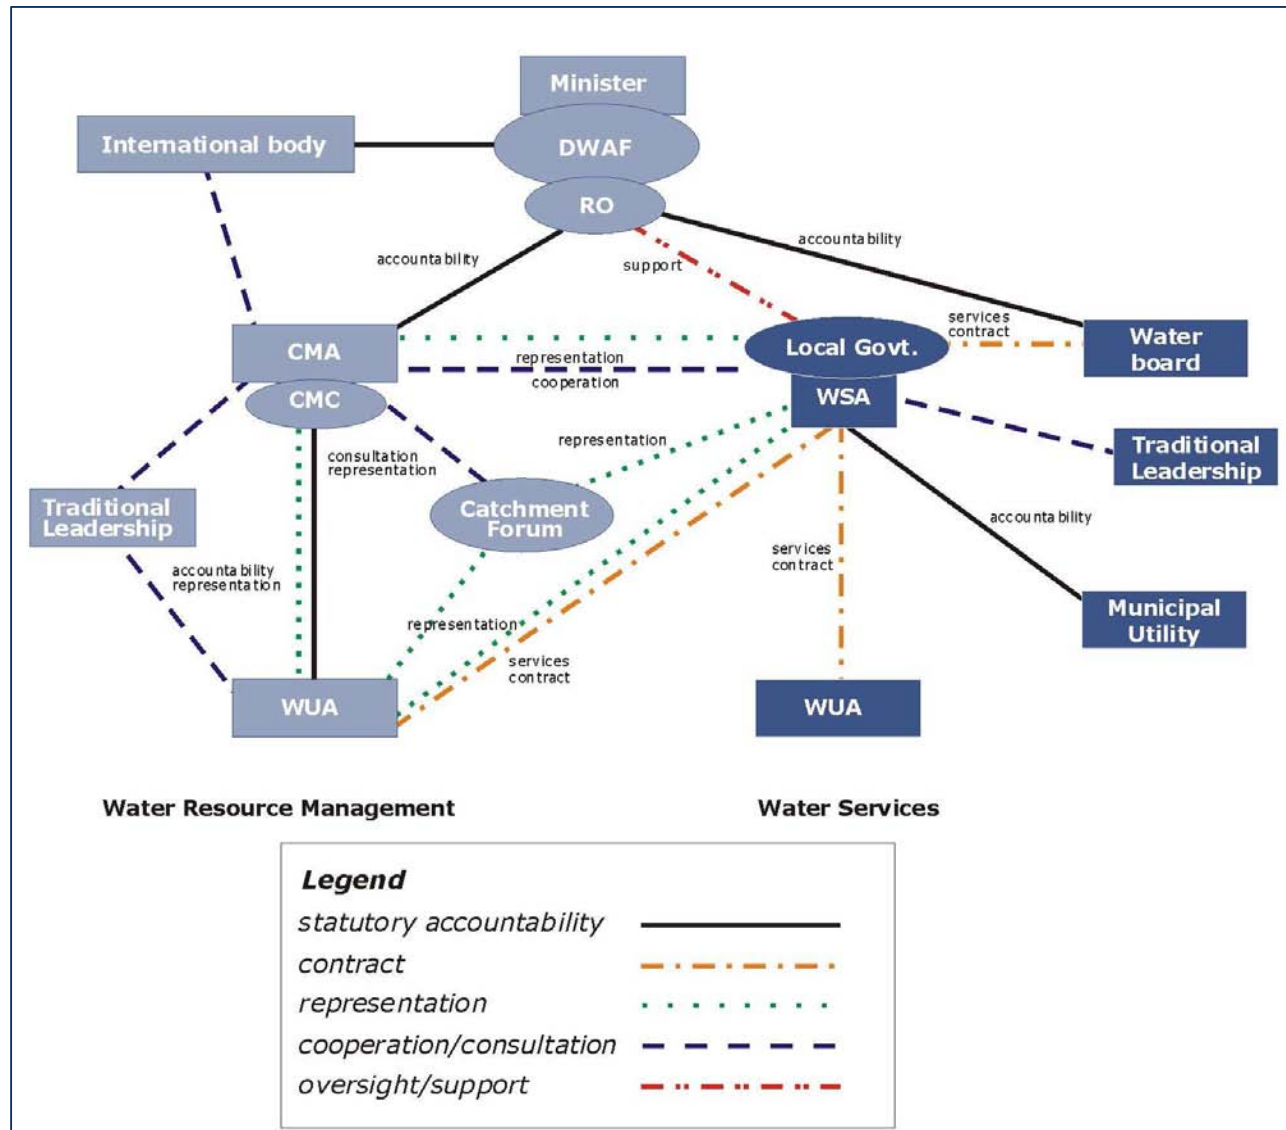 Minister
International body
DWAF
RO
accountability
support
accountability
services
contract
CMA
representation
cooperation
Local Govt.
Water
board
CMC
WSA
consultation
representation
representation
Traditional
Leadership
Traditional
Leadership
Catchment
Forum
accountability
services
contract
accountability
representation
representation
services
contract
Municipal
Utility
WUA
WUA
Water Resource Management
Water Services
Legend
statutory accountability
contract
representation
cooperation/consultation
oversight/support